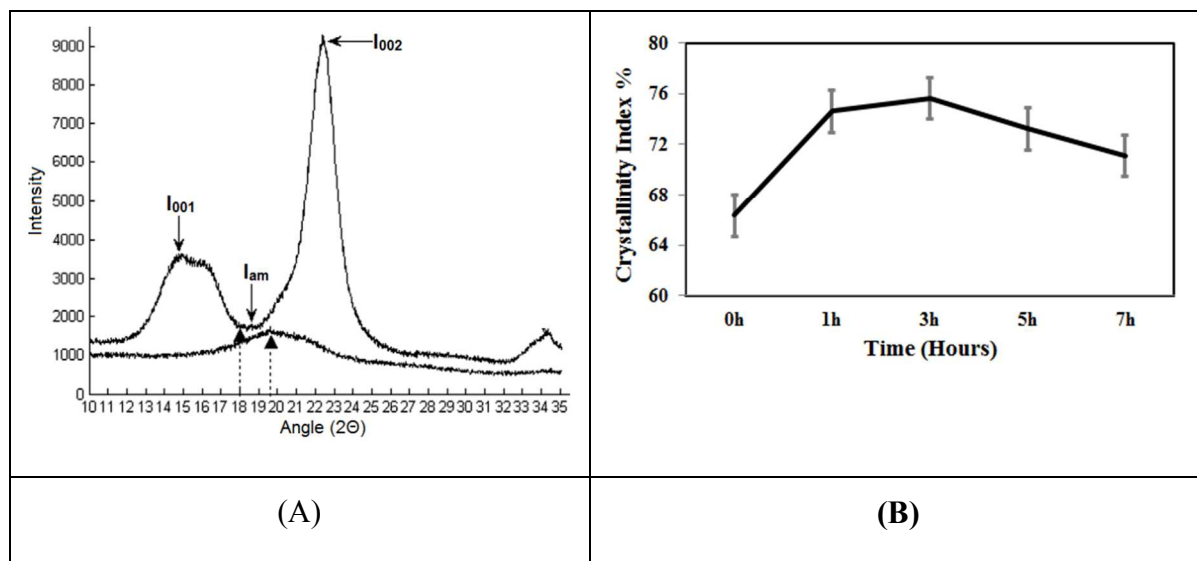 9000
8000
7000
6000
5000
4000
3000
2000
1000
0
Intensity
I001
Iam
I002
10 11 12 13 14 15 16 17 18 19 20 21 22 23 24 25 26 27 28 29 30 31 32 33 34 35
Angle (2Θ)
80
76
72
68
64
60
Crystallinity Index %
0h 1h 3h 5h 7h
Time (Hours)
(A)
(B)